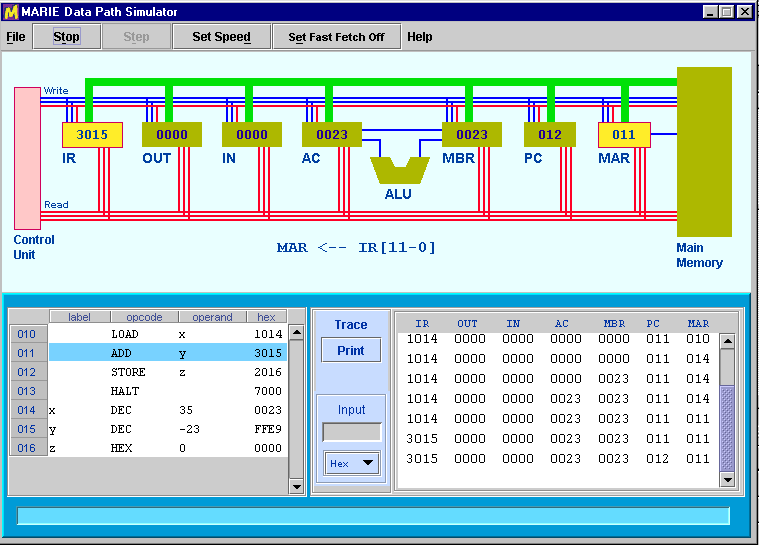 MARIE Data Path Simulator
File Stop Step Set Speed Set Fast Fetch Off Help
Write
3015 0000 0000 0023 0023 012 011
IR OUT IN AC MBR PC MAR
ALU
Read
Control
Unit
MAR <-- IR[11-0]
Main
Memory
label opcode operand hex
010 LOAD x 1014
011 ADD y 3015
012 STORE z 2016
013 HALT 7000
014 x DEC 35 0023
015 y DEC -23 FFE9
016 z HEX 0 0000
Trace
Print
Input
Hex
IR OUT IN AC MBR PC MAR
1014 0000 0000 0000 0000 011 010
1014 0000 0000 0000 0000 011 014
1014 0000 0000 0000 0023 011 014
1014 0000 0000 0023 0023 011 014
1014 0000 0000 0023 0023 011 011
3015 0000 0000 0023 0023 011 011
3015 0000 0000 0023 0023 012 011